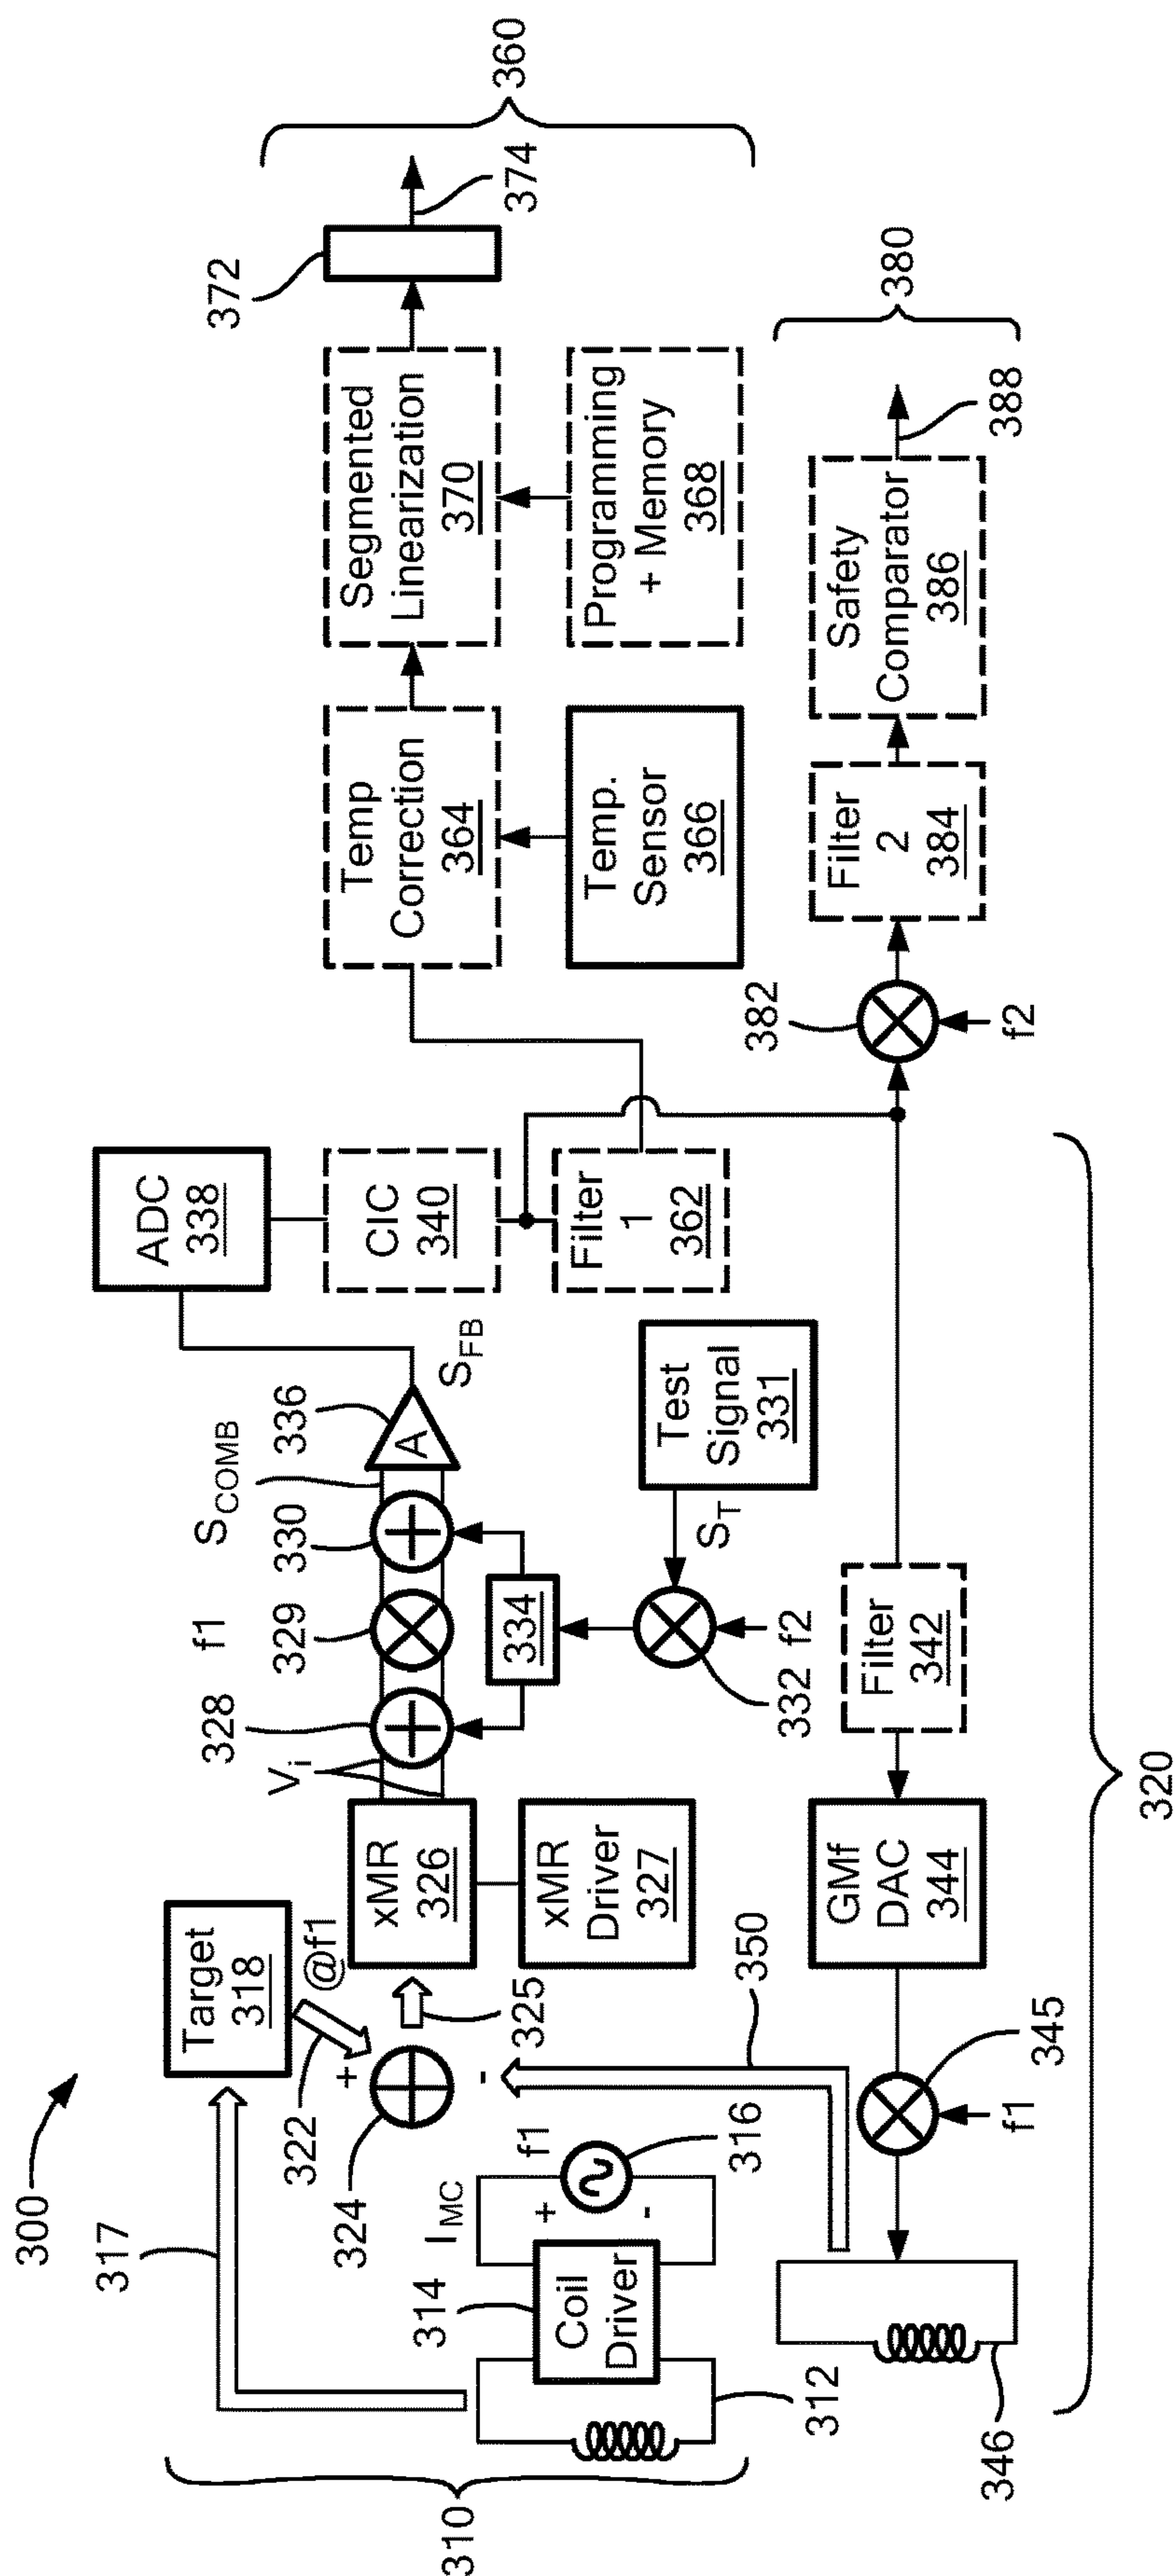 300
317
Target
318
@f1
322
+
324
-
325
xMR
326
xMR
Driver
327
Vi
328
f1
329
330
SCOMB
336
A
SFB
334
332
f2
ST
Test
Signal
331
ADC
338
CIC
340
Filter
1
362
Temp
Correction
364
Temp.
Sensor
366
Segmented
Linearization
370
Programming
+ Memory
368
372
374
360
310
312
314
Coil
Driver
IMC
+
-
f1
316
350
346
345
f1
GMf
DAC
344
Filter
342
320
382
f2
Filter
2
384
Safety
Comparator
386
388
380